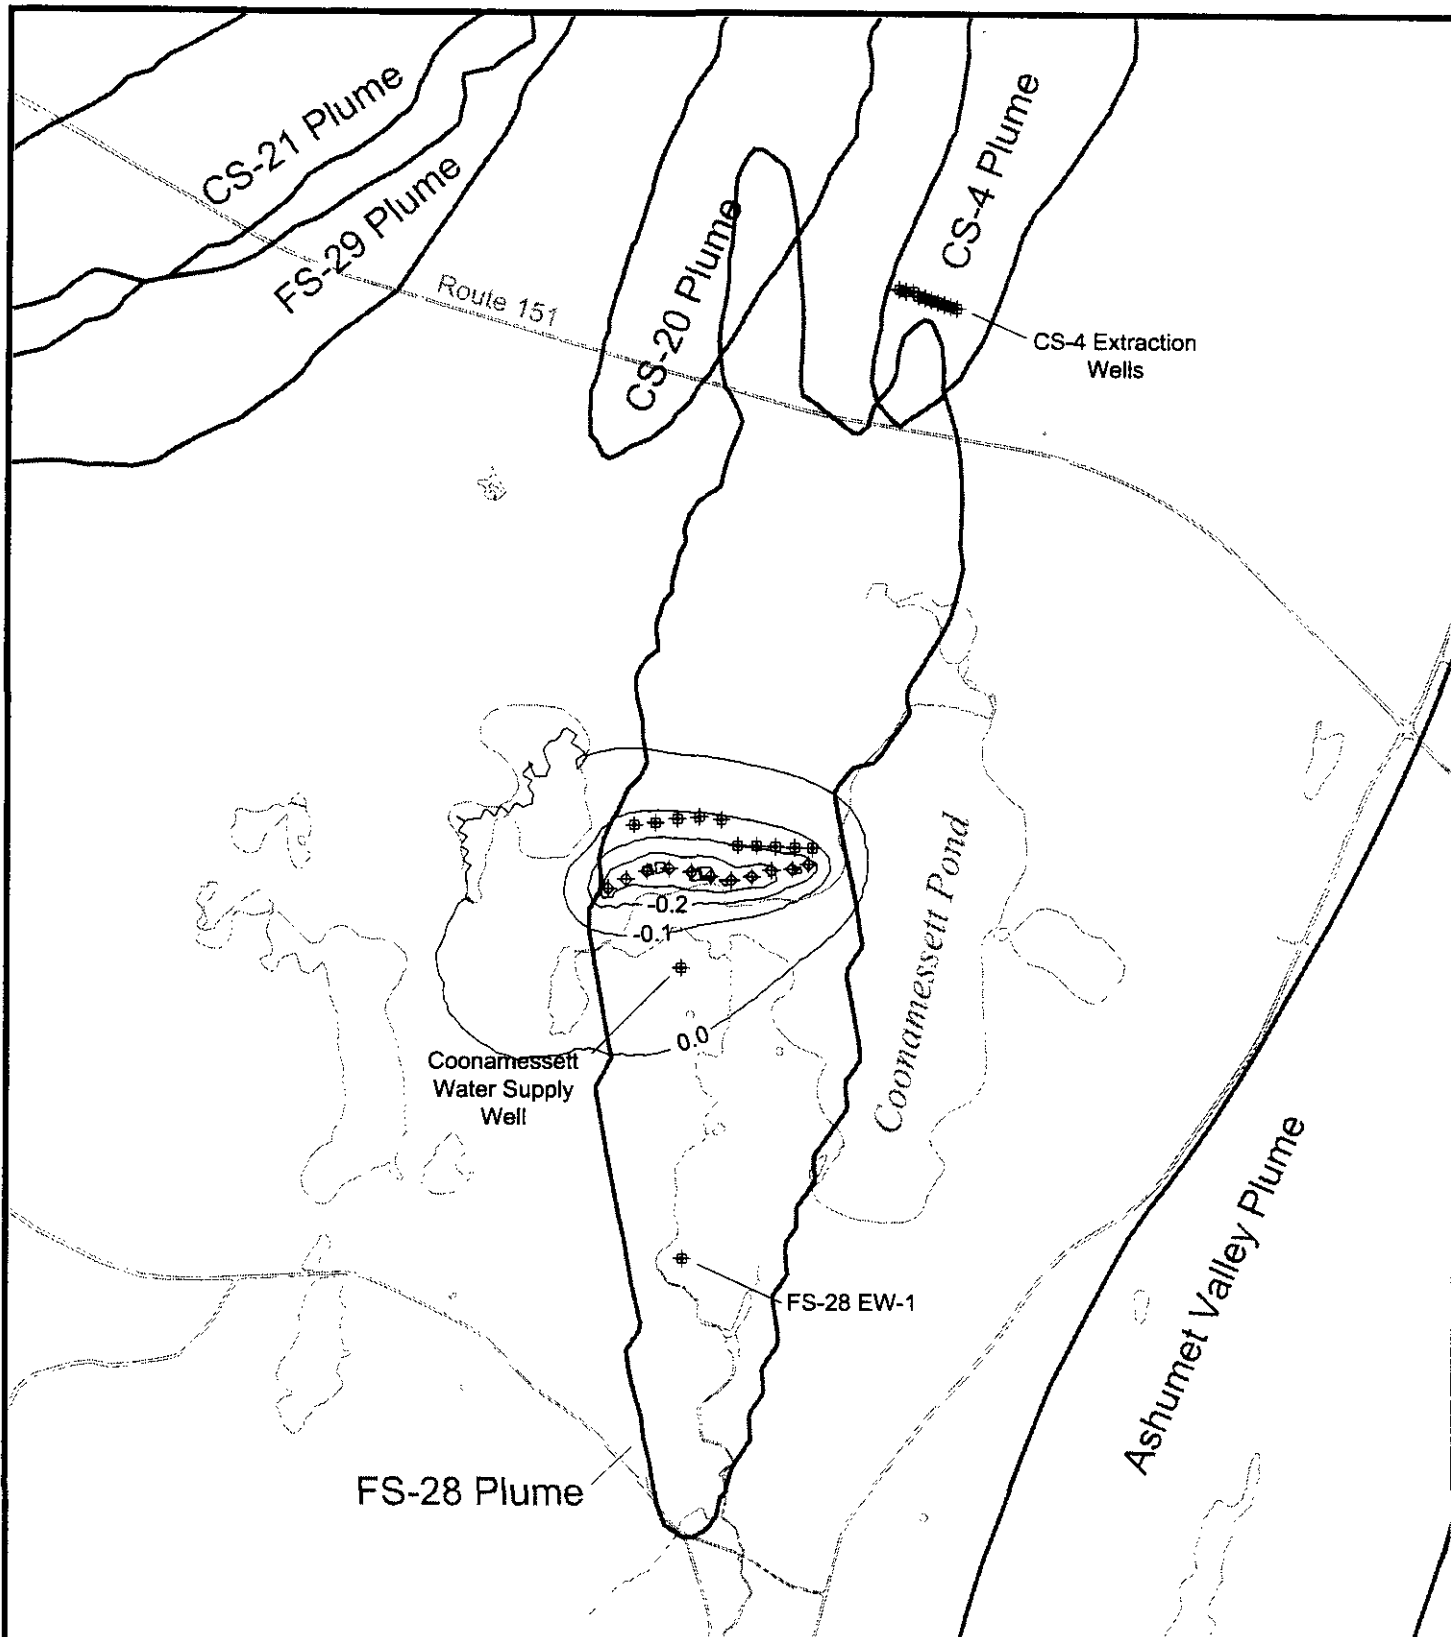 CS-21 Plume
FS-29 Plume
Route 151
CS-20 Plume
CS-4 Plume
CS-4 Extraction
Wells
-0.2
-0.1
0.0
Coonamessett
Water Supply
Well
Coonamessett Pond
FS-28 EW-1
Ashumet Valley Plume
FS-28 Plume